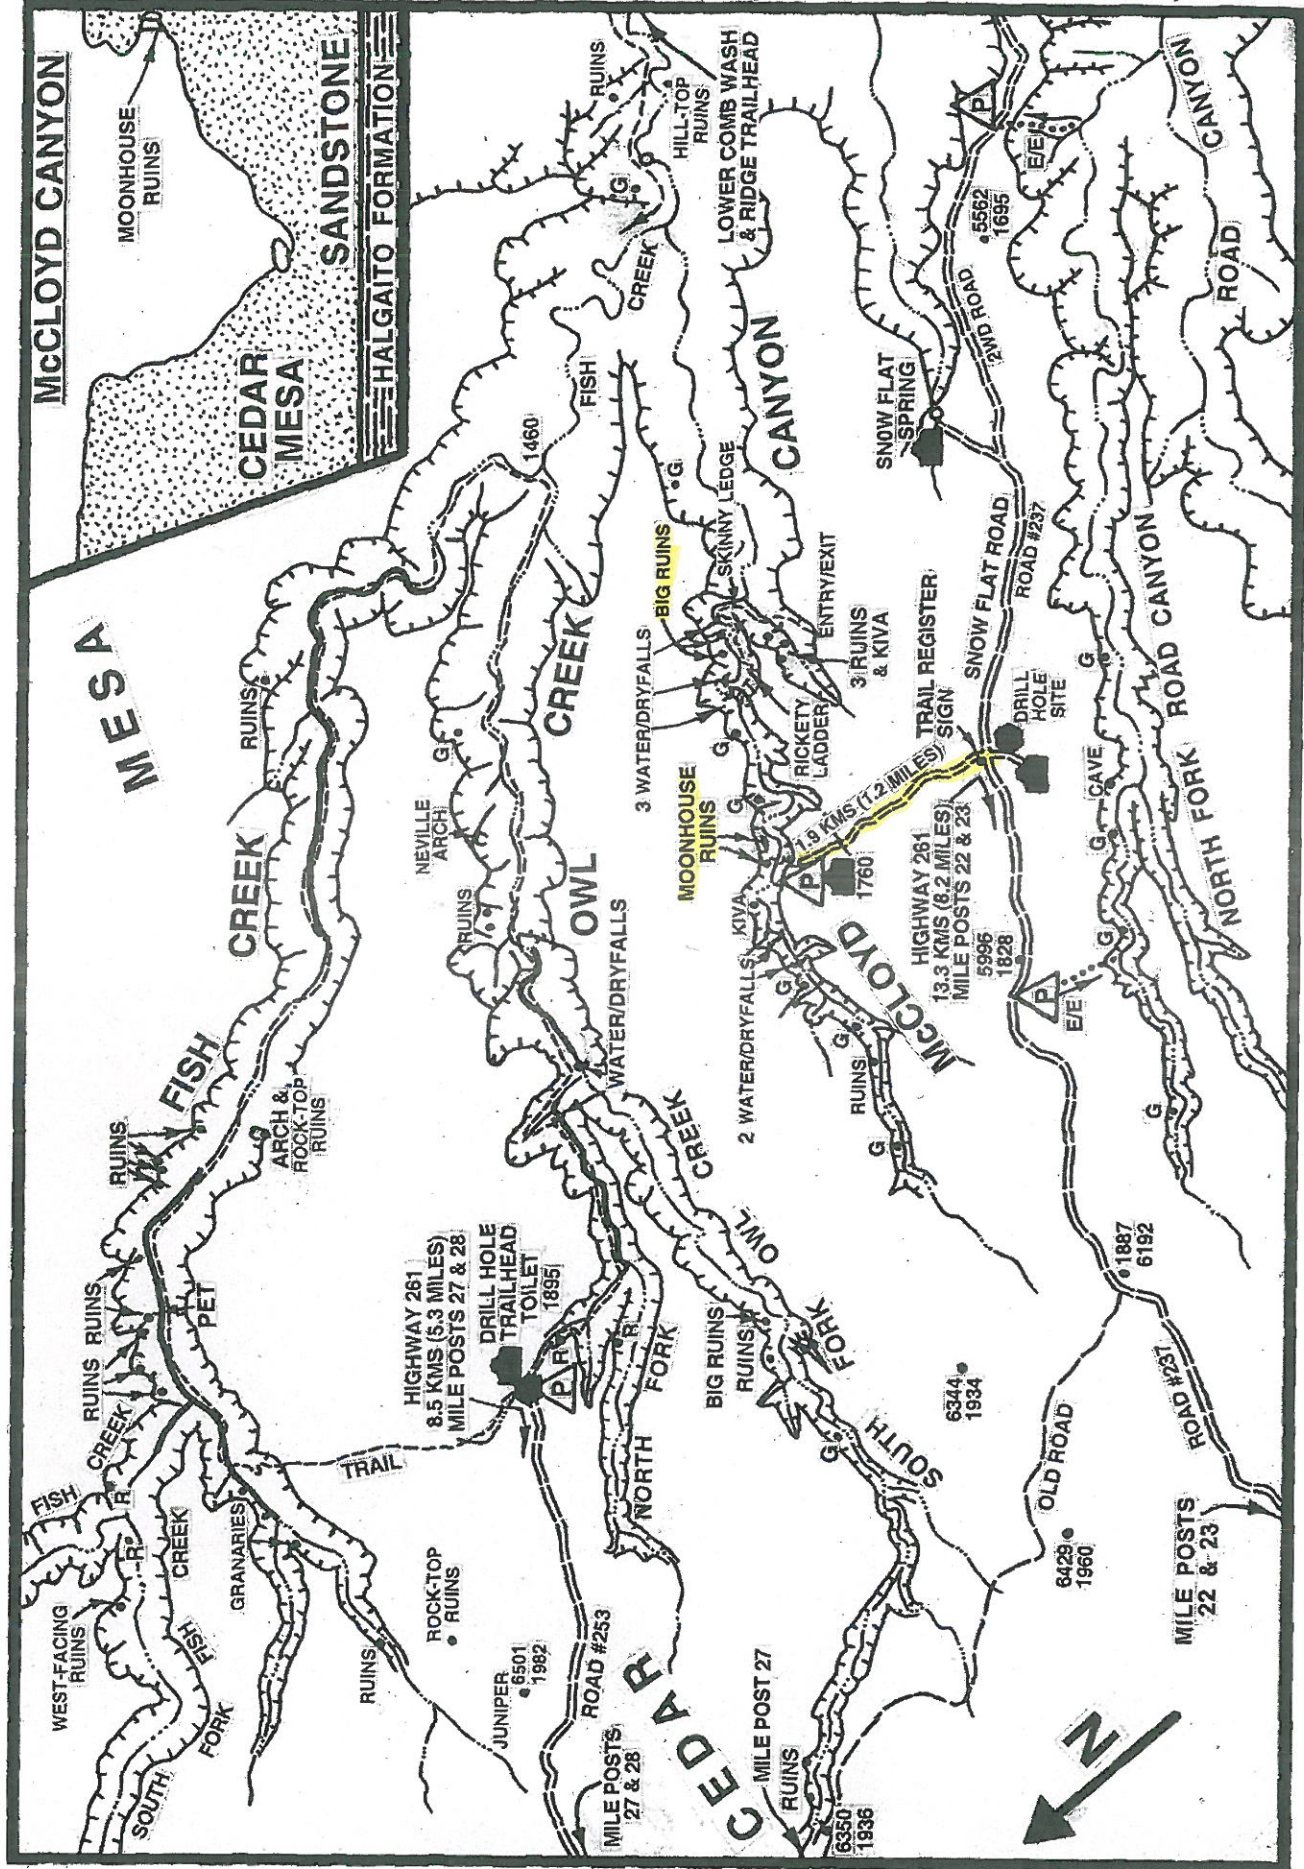 McCLOYD CANYON
MOONHOUSE
RUINS
CEDAR
MESA
SANDSTONE
HALGAITO FORMATION
MESA
RUINS
HILL-TOP
RUINS
G
CREEK
LOWER COMB WASH
& RIDGE TRAILHEAD
FISH
1460
CANYON
G
SKINNY LEDGE
BIG RUINS
3 WATER/DRYFALLS
ENTRY/EXIT
3 RUINS
& KIVA
RICKETY
LADDER
G
G
MOONHOUSE
RUINS
KIVA
2 WATER/DRYFALLS
G
G
RUINS
G
McCLOYD
P
1760
1.9 KMS (1.2 MILES)
TRAIL REGISTER
SIGN
HIGHWAY 261
13.3 KMS (8.2 MILES)
MILE POSTS 22 & 23
5996
1828
P
E/E
DRILL
HOLE
SITE
SNOW FLAT ROAD
ROAD #237
SNOW FLAT
SPRING
2WD ROAD
5562
1695
P
E/E
CANYON
ROAD
ROAD CANYON
NORTH FORK
G
CAVE
G
G
G
RUINS
CREEK
FISH
NEVILLE
ARCH
G
CREEK
OWL
RUINS
WATER/DRYFALLS
ARCH &
ROCK-TOP
RUINS
RUINS
RUINS
RUINS
PET
CREEK
FISH
R
R
CREEK
GRANARIES
WEST-FACING
RUINS
FISH
FORK
SOUTH
RUINS
ROCK-TOP
RUINS
JUNIPER
6501
1982
TRAIL
HIGHWAY 261
8.5 KMS (5.3 MILES)
MILE POSTS 27 & 28
DRILL HOLE
TRAILHEAD
TOILET
1895
P
R
R
NORTH
FORK
ROAD #253
MILE POSTS
27 & 28
CEDAR
CREEK
OWL
BIG RUINS
RUINS
FORK
SOUTH
G
6344
1934
OLD ROAD
1887
6192
ROAD #237
6429
1960
MILE POSTS
22 & 23
MILE POST 27
RUINS
6350
1936
N